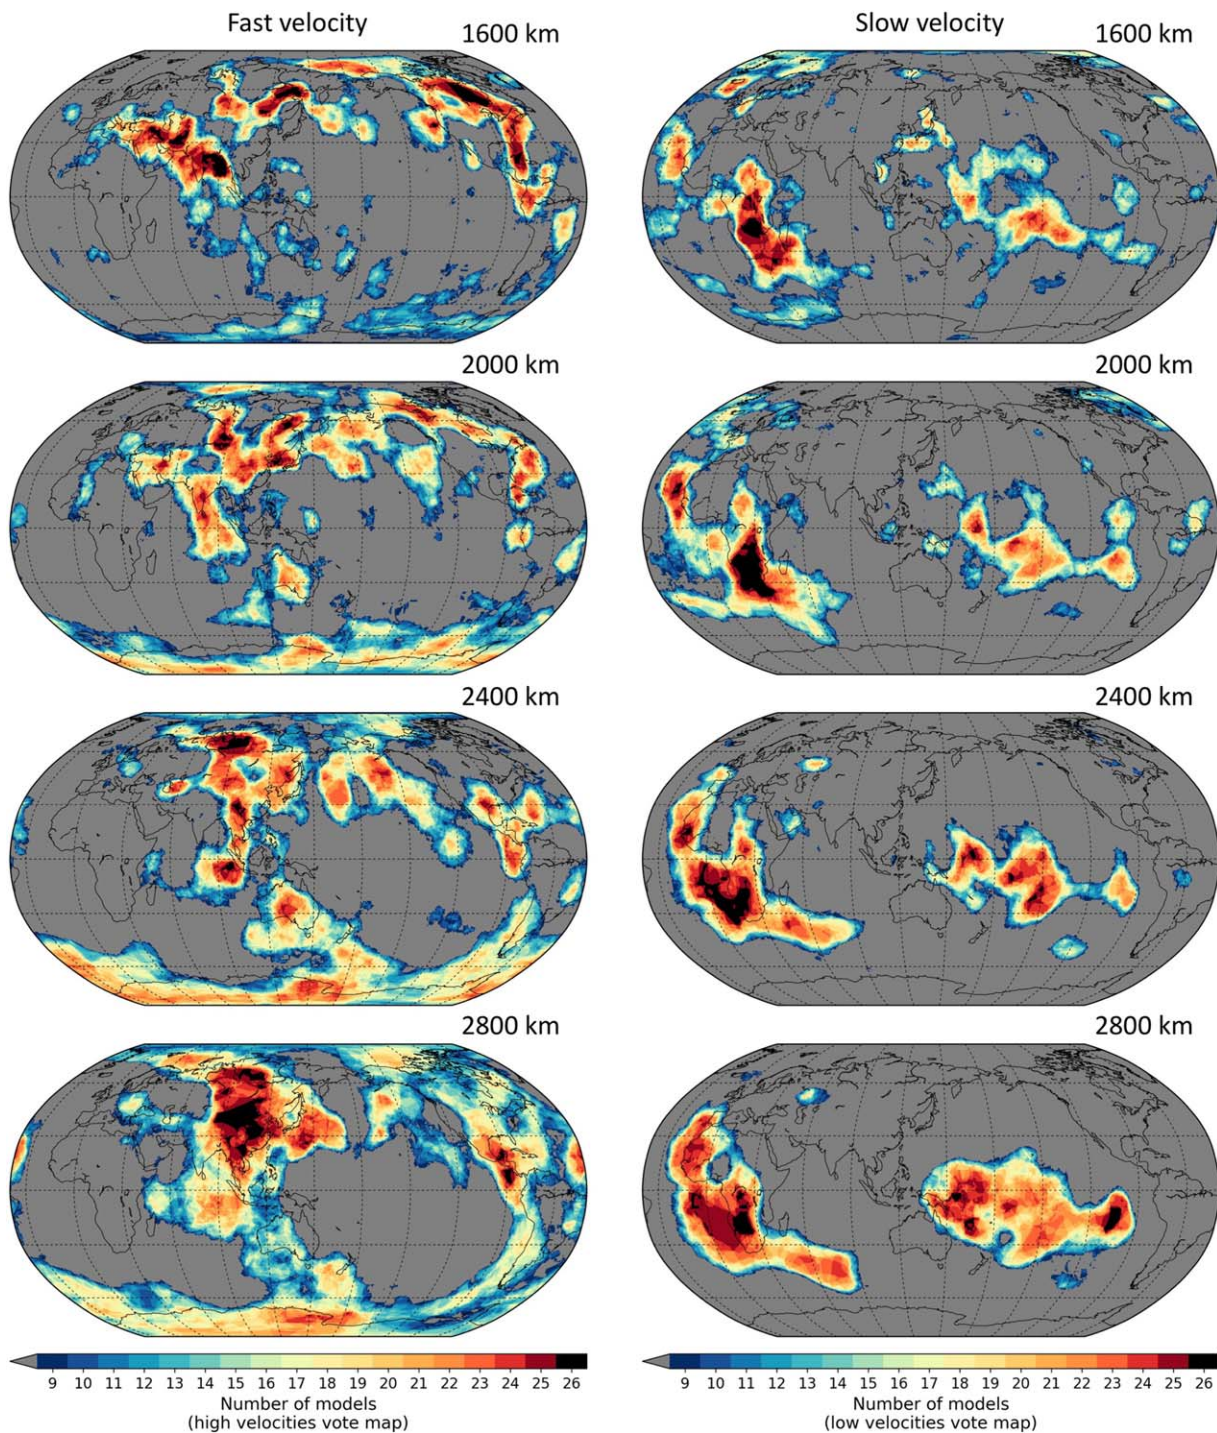 Fast velocity
1600 km
Slow velocity
1600 km
2000 km
2000 km
2400 km
2400 km
2800 km
2800 km
9 10 11 12 13 14 15 16 17 18 19 20 21 22 23 24 25 26
Number of models
(high velocities vote map)
9 10 11 12 13 14 15 16 17 18 19 20 21 22 23 24 25 26
Number of models
(low velocities vote map)